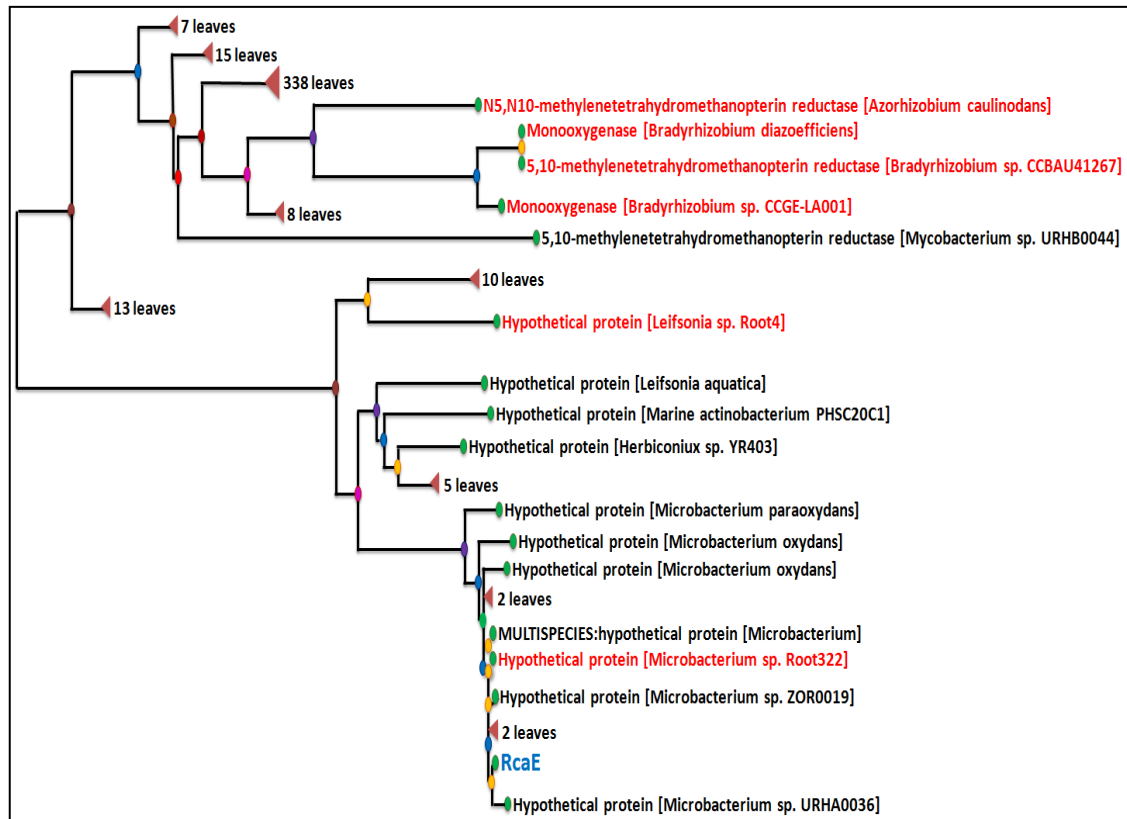 7 leaves
15 leaves
338 leaves
N5,N10-methylenetetrahydromethanopterin reductase [Azorhizobium caulinodans]
Monooxygenase [Bradyrhizobium diazoefficiens]
5,10-methylenetetrahydromethanopterin reductase [Bradyrhizobium sp. CCBAU41267]
Monooxygenase [Bradyrhizobium sp. CCGE-LA001]
8 leaves
5,10-methylenetetrahydromethanopterin reductase [Mycobacterium sp. URHB0044]
10 leaves
13 leaves
Hypothetical protein [Leifsonia sp. Root4]
Hypothetical protein [Leifsonia aquatica]
Hypothetical protein [Marine actinobacterium PHSC20C1]
Hypothetical protein [Herbiconiux sp. YR403]
5 leaves
Hypothetical protein [Microbacterium paraoxydans]
Hypothetical protein [Microbacterium oxydans]
Hypothetical protein [Microbacterium oxydans]
2 leaves
MULTISPECIES:hypothetical protein [Microbacterium]
Hypothetical protein [Microbacterium sp. Root322]
Hypothetical protein [Microbacterium sp. ZOR0019]
2 leaves
RcaE
Hypothetical protein [Microbacterium sp. URHA0036]